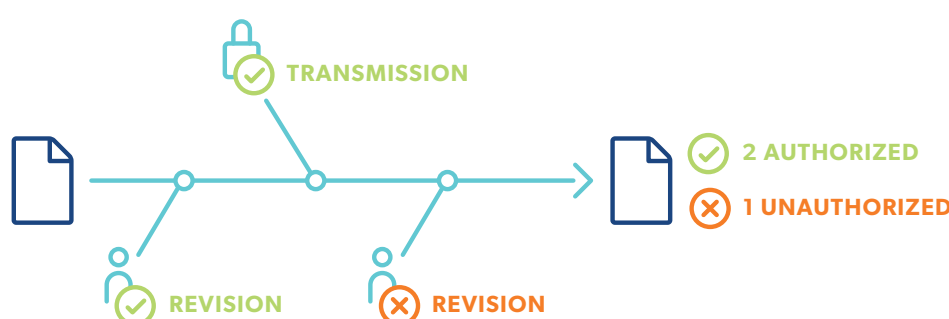 TRANSMISSION
2 AUTHORIZED
1 UNAUTHORIZED
REVISION
REVISION